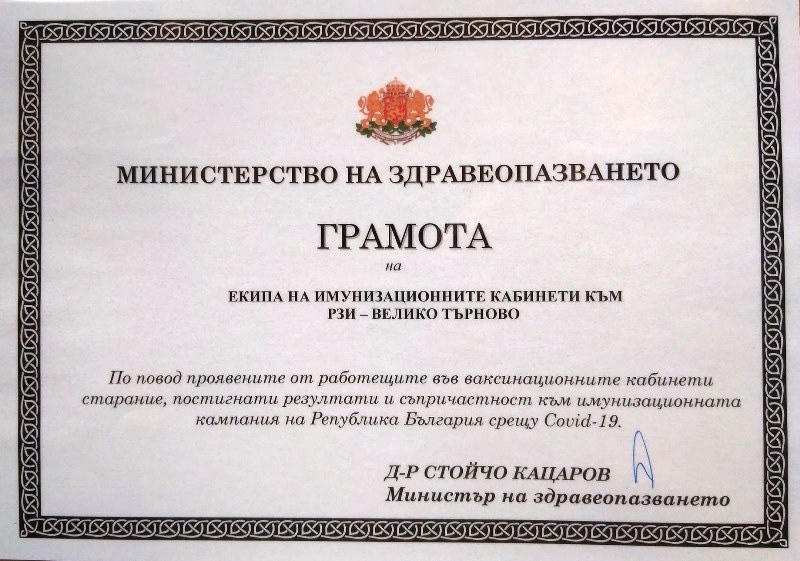 МИНИСТЕРСТВО НА ЗДРАВЕОПАЗВАНЕТО
ГРАМОТА
на
ЕКИПА НА ИМУНИЗАЦИОННИТЕ КАБИНЕТИ КЪМ
РЗИ – ВЕЛИКО ТЪРНОВО
По повод проявените от работещите във ваксинационните кабинети
старание, постигнати резултати и съпричастност към имунизационната
кампания на Република България срещу Covid-19.
Д-Р СТОЙЧО КАЦАРОВ
Министър на здравеопазването